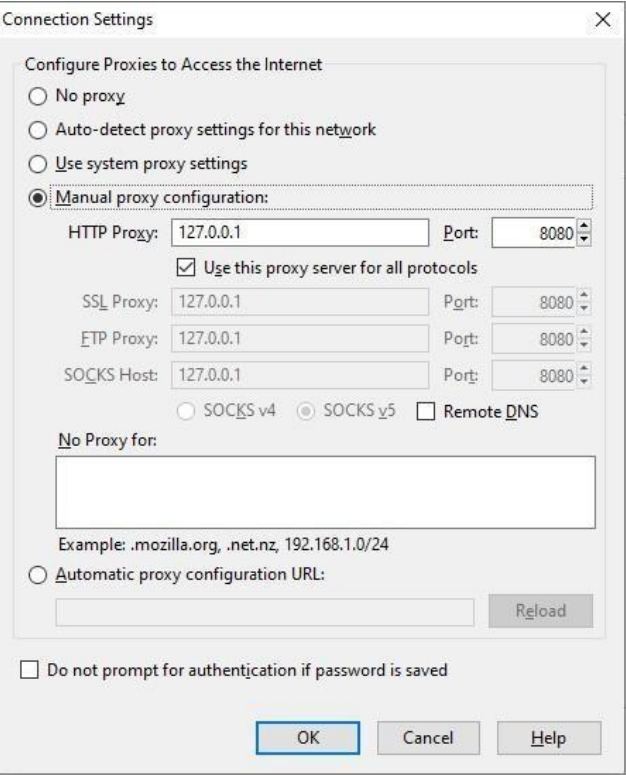 Connection Settings
Configure Proxies to Access the Internet
No proxy
Auto-detect proxy settings for this network
Use system proxy settings
Manual proxy configuration:
HTTP Proxy: 127.0.0.1 Port: 8080
Use this proxy server for all protocols
SSL Proxy: 127.0.0.1 Port: 8080
FTP Proxy: 127.0.0.1 Port: 8080
SOCKS Host: 127.0.0.1 Port: 8080
SOCKS v4 SOCKS v5 Remote DNS
No Proxy for:
Example: .mozilla.org, .net.nz, 192.168.1.0/24
Automatic proxy configuration URL:
Reload
Do not prompt for authentication if password is saved
OK Cancel Help